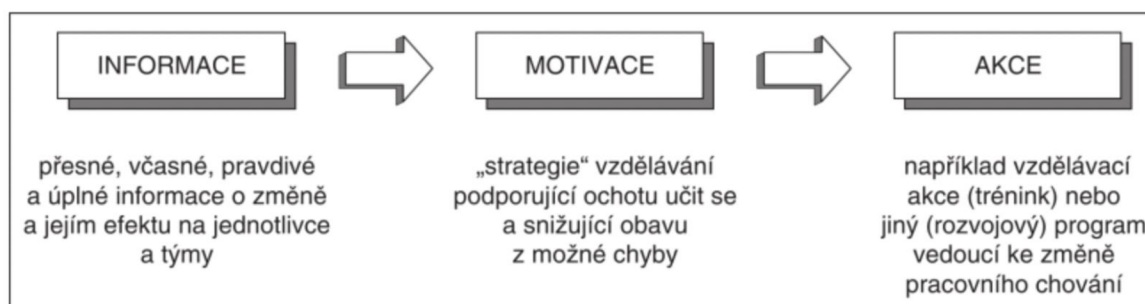 INFORMACE
přesné, včasné, pravdivé
a úplné informace o změně
a jejím efektu na jednotlivce
a týmy
MOTIVACE
„strategie“ vzdělávání
podporující ochotu učit se
a snižující obavu
z možné chyby
AKCE
například vzdělávací
akce (trénink) nebo
jiný (rozvojový) program
vedoucí ke změně
pracovního chování